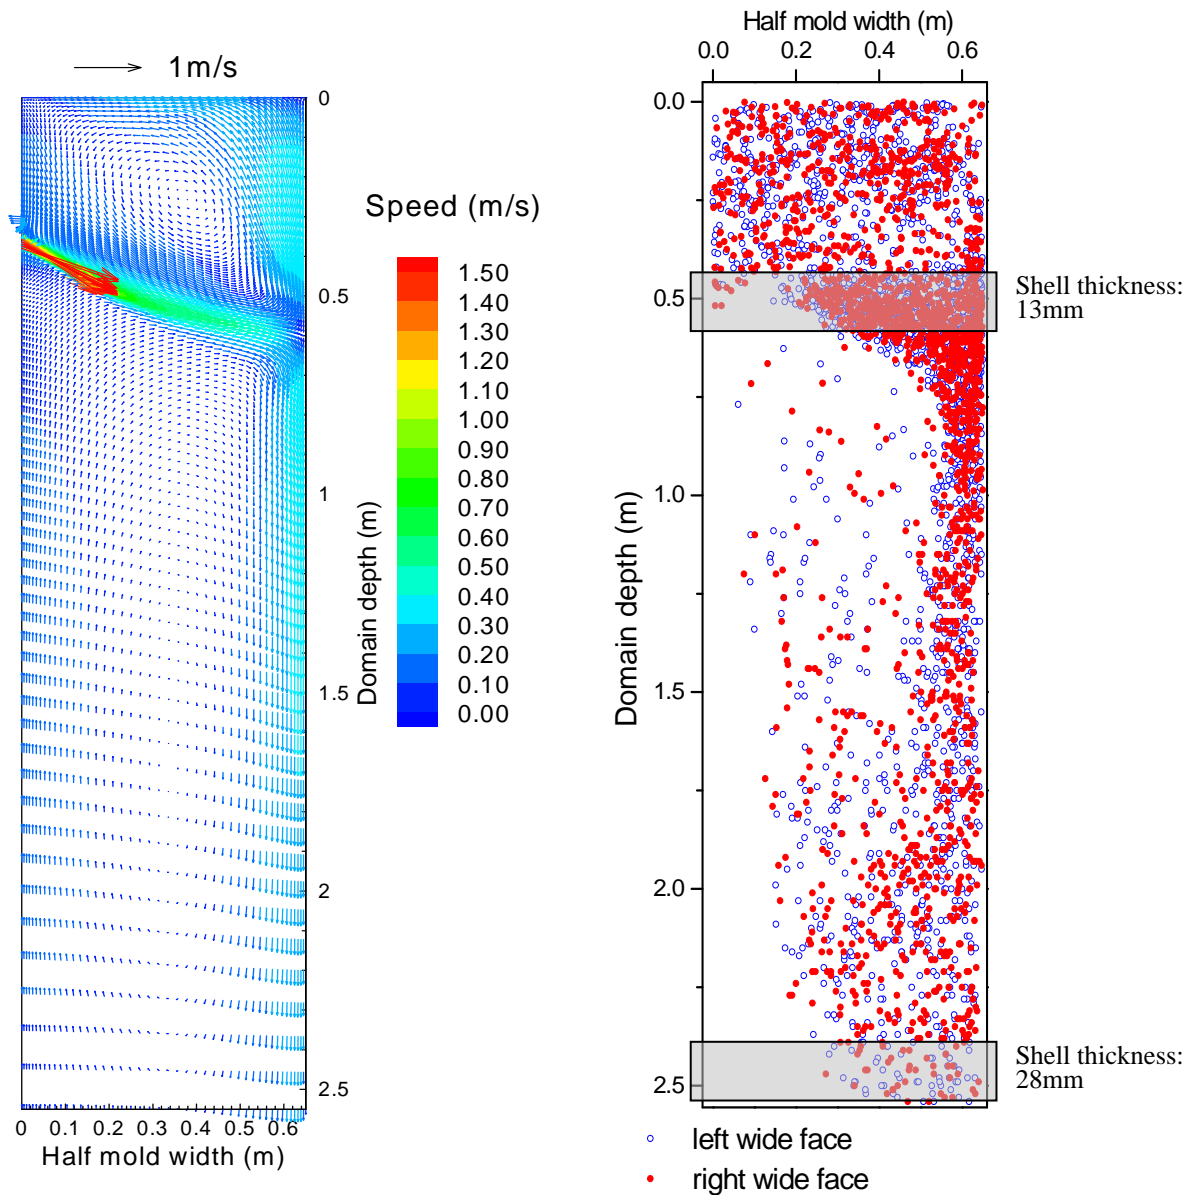 1m/s
0
0.5
1
1.5
2
2.5
Domain depth (m)
0 0.1 0.2 0.3 0.4 0.5 0.6
Half mold width (m)
Speed (m/s)
1.50
1.40
1.30
1.20
1.10
1.00
0.90
0.80
0.70
0.60
0.50
0.40
0.30
0.20
0.10
0.00
Half mold width (m)
0.0 0.2 0.4 0.6
0.0
0.5
1.0
1.5
2.0
2.5
Domain depth (m)
Shell thickness:
13mm
Shell thickness:
28mm
left wide face
right wide face